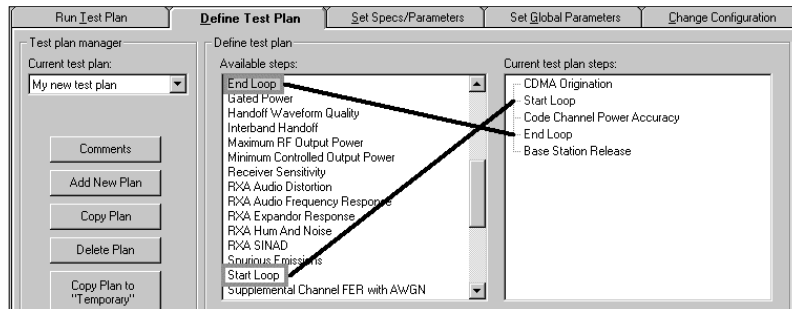 Run Test Plan
Define Test Plan
Set Specs/Parameters
Set Global Parameters
Change Configuration
Test plan manager
Current test plan:
My new test plan
Comments
Add New Plan
Copy Plan
Delete Plan
Copy Plan to
"Temporary"
Define test plan
Available steps:
End Loop
Gated Power
Handoff Waveform Quality
Interband Handoff
Maximum RF Output Power
Minimum Controlled Output Power
Receiver Sensitivity
RXA Audio Distortion
RXA Audio Frequency Response
RXA Expandor Response
RXA Hum And Noise
RXA SINAD
Spurious Emissions
Start Loop
Supplemental Channel FER with AWGN
Current test plan steps:
CDMA Origination
Start Loop
Code Channel Power Accuracy
End Loop
Base Station Release